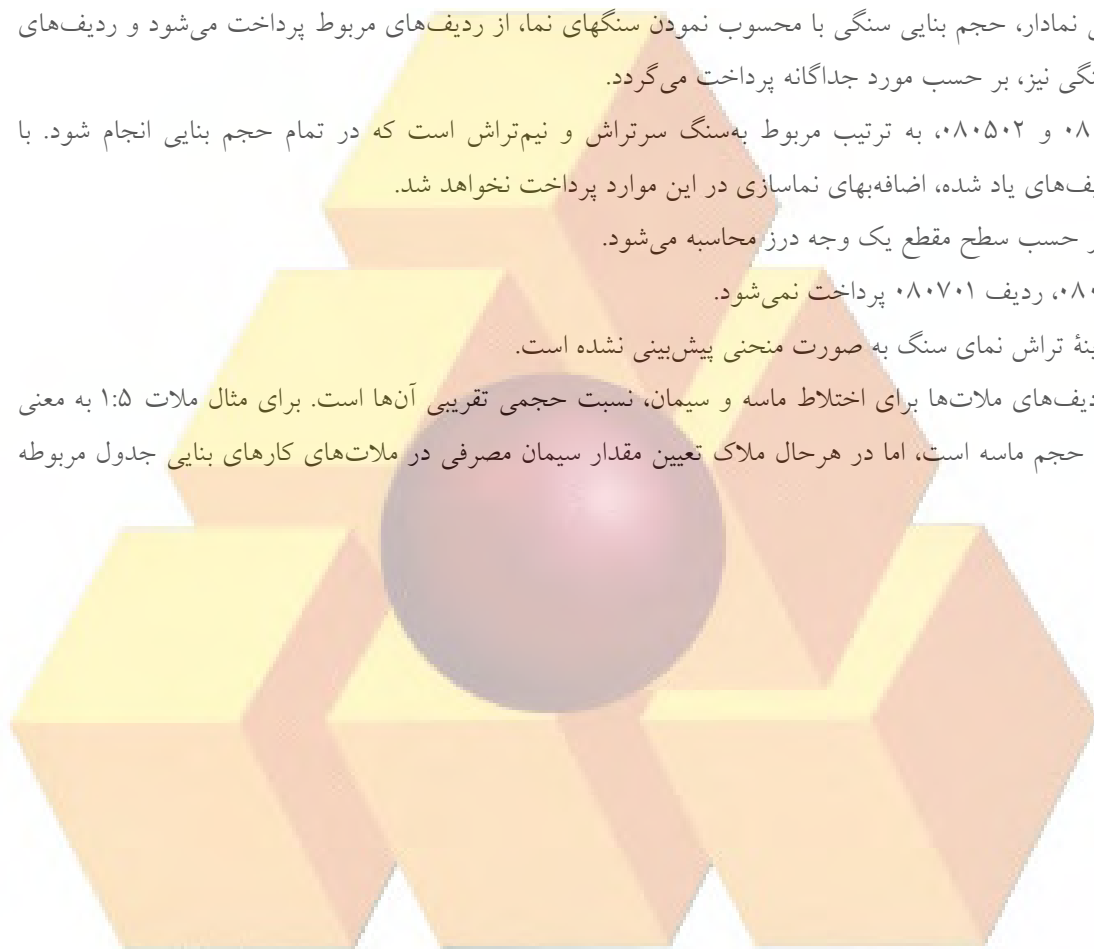 نمادار، حجم بنایی سنگی با محسوب نمودن سنگهای نما، از ردیف‌های مربوط پرداخت می‌شود و ردیف‌های
نگی نیز، بر حسب مورد جداگانه پرداخت می‌گردد.
۰۸ و ۰۸۰۵۰۲، به ترتیب مربوط به‌سنگ سرتراش و نیم‌تراش است که در تمام حجم بنایی انجام شود. با
یف‌های یاد شده، اضافه‌بهای نماسازی در این موارد پرداخت نخواهد شد.
ر حسب سطح مقطع یک وجه درز محاسبه می‌شود.
۰۸۰، ردیف ۰۸۰۷۰۱ پرداخت نمی‌شود.
ینهٔ تراش نمای سنگ به صورت منحنی پیش‌بینی نشده است.
دیف‌های ملات‌ها برای اختلاط ماسه و سیمان، نسبت حجمی تقریبی آن‌ها است. برای مثال ملات ۱:۵ به معنی
حجم ماسه است، اما در هرحال ملاک تعیین مقدار سیمان مصرفی در ملات‌های کارهای بنایی جدول مربوطه